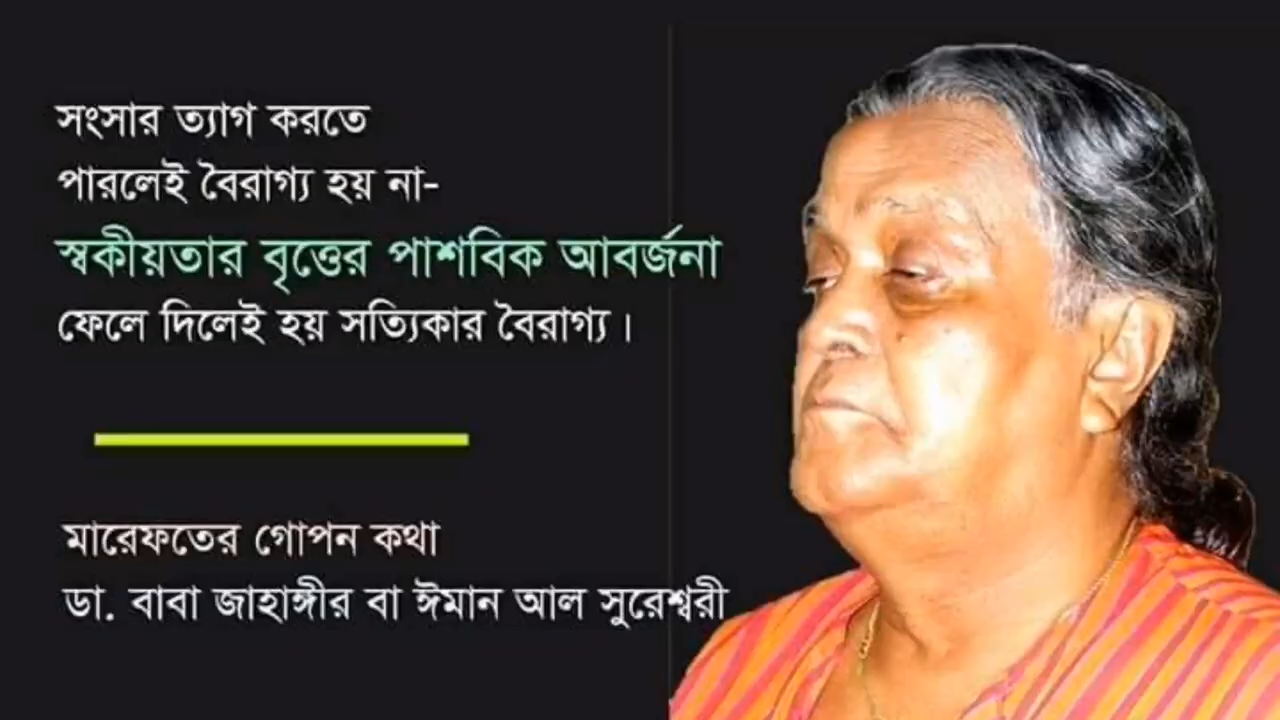 সংসার ত্যাগ করতে
পারলেই বৈরাগ্য হয় না-
স্বকীয়তার বৃত্তের পাশবিক আবর্জনা
ফেলে দিলেই হয় সত্যিকার বৈরাগ্য।
মারেফতের গোপন কথা
ডা. বাবা জাহাঙ্গীর বা ঈমান আল সুরেশ্বরী